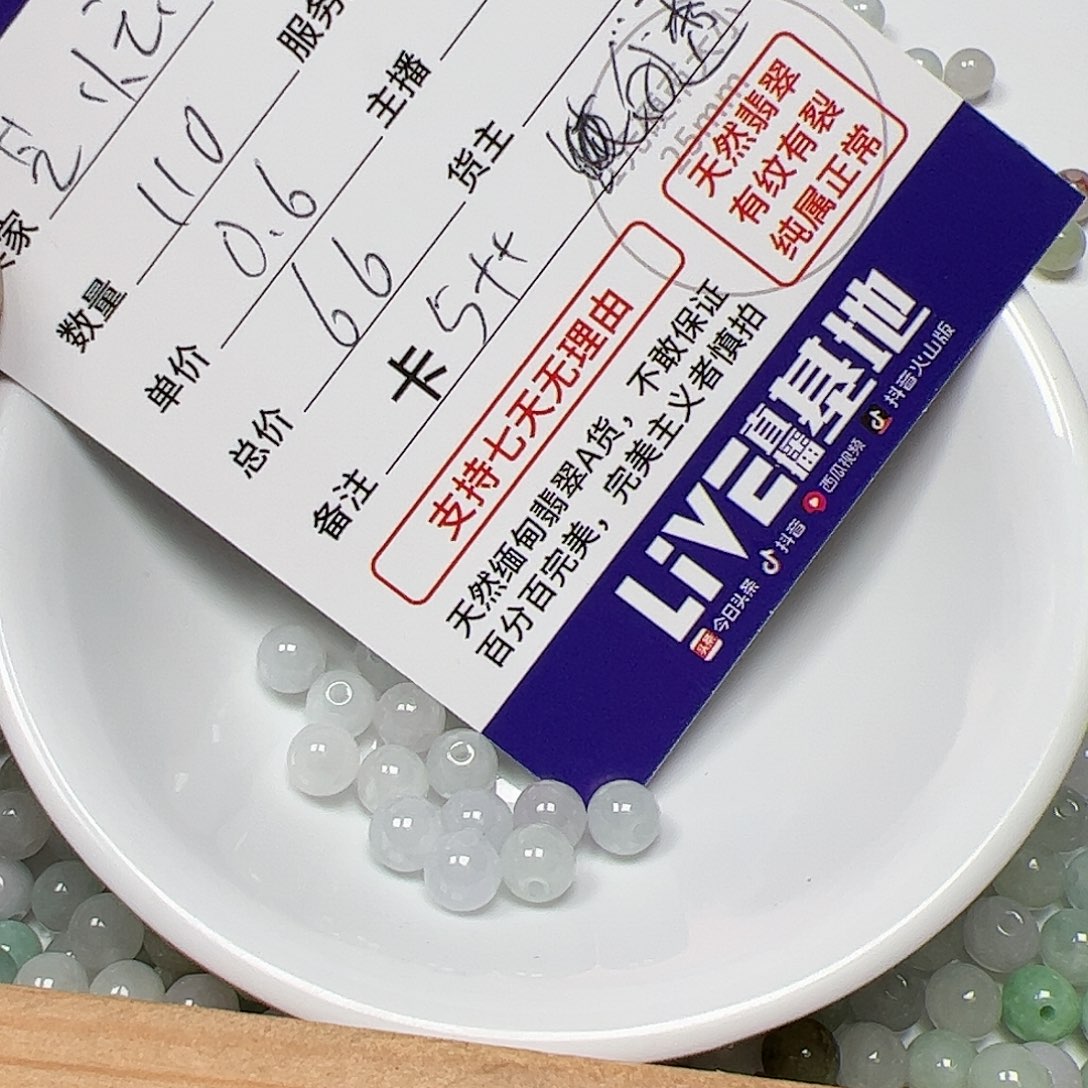 服务
主播
货主
数量 110
单价 0.6
总价 66
备注 卡 5++
支持七天无理由
天然翡翠
有纹有裂
纯属正常
天然缅甸翡翠A货，不敢保证
百分百完美，完美主义者慎拍
LiVE直播基地
今日头条 抖音 西瓜视频 抖音火山版